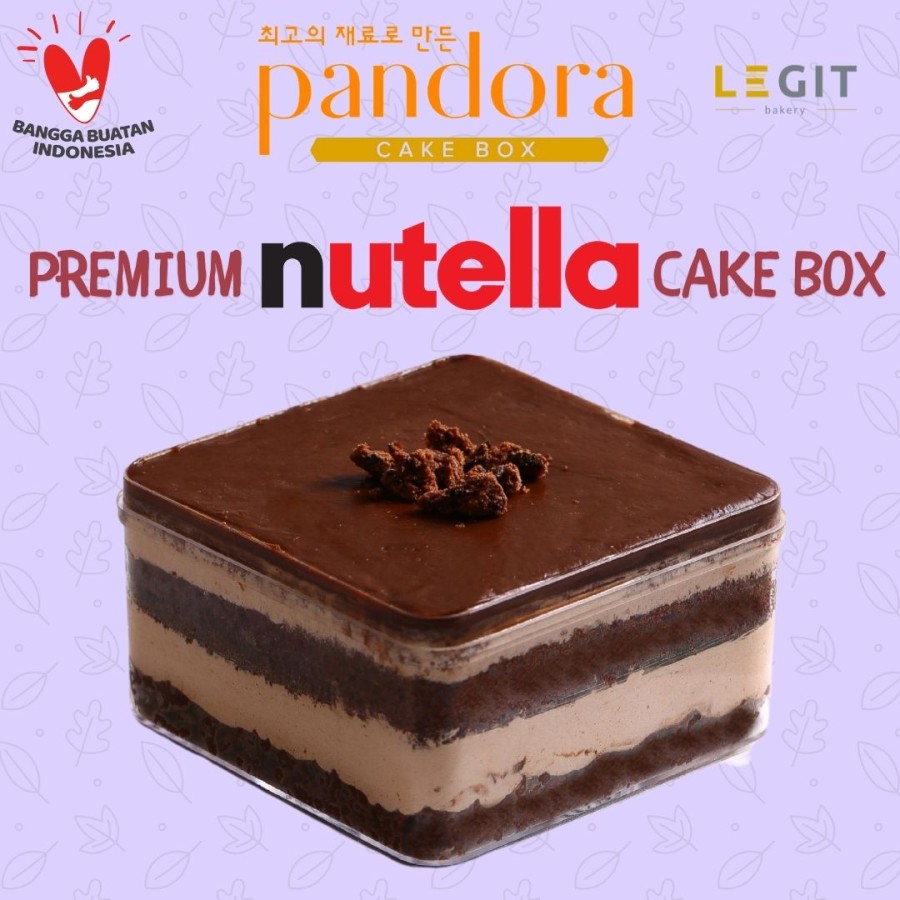 BANGGA BUATAN
INDONESIA
최고의 재료로 만든
pandora
CAKE BOX
LEGIT
bakery
PREMIUM nutella CAKE BOX